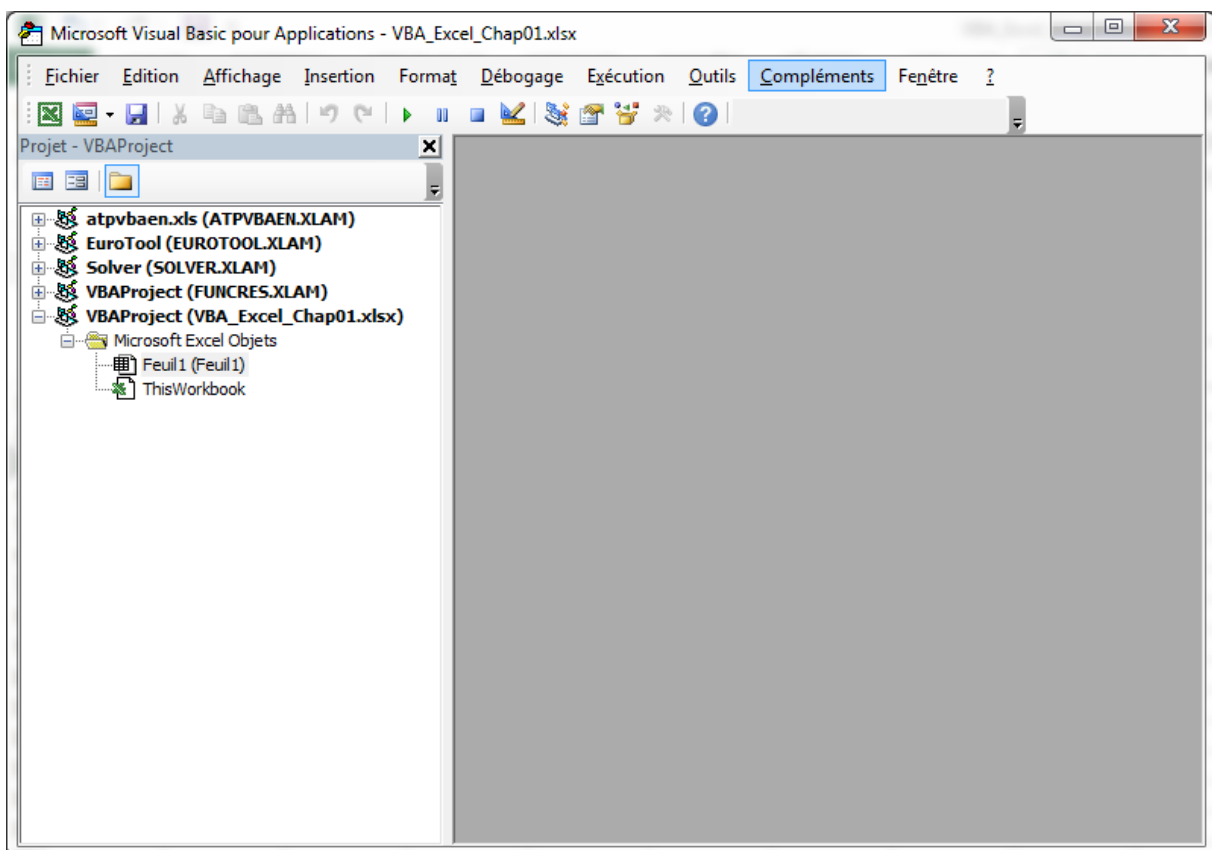 Microsoft Visual Basic pour Applications - VBA_Excel_Chap01.xlsx
Fichier Edition Affichage Insertion Format Débogage Exécution Outils Compléments Fenêtre ?
Projet - VBAProject
atpvbaen.xls (ATPVBAEN.XLAM)
EuroTool (EUROTOOL.XLAM)
Solver (SOLVER.XLAM)
VBAProject (FUNCRES.XLAM)
VBAProject (VBA_Excel_Chap01.xlsx)
Microsoft Excel Objets
Feuil1 (Feuil1)
ThisWorkbook